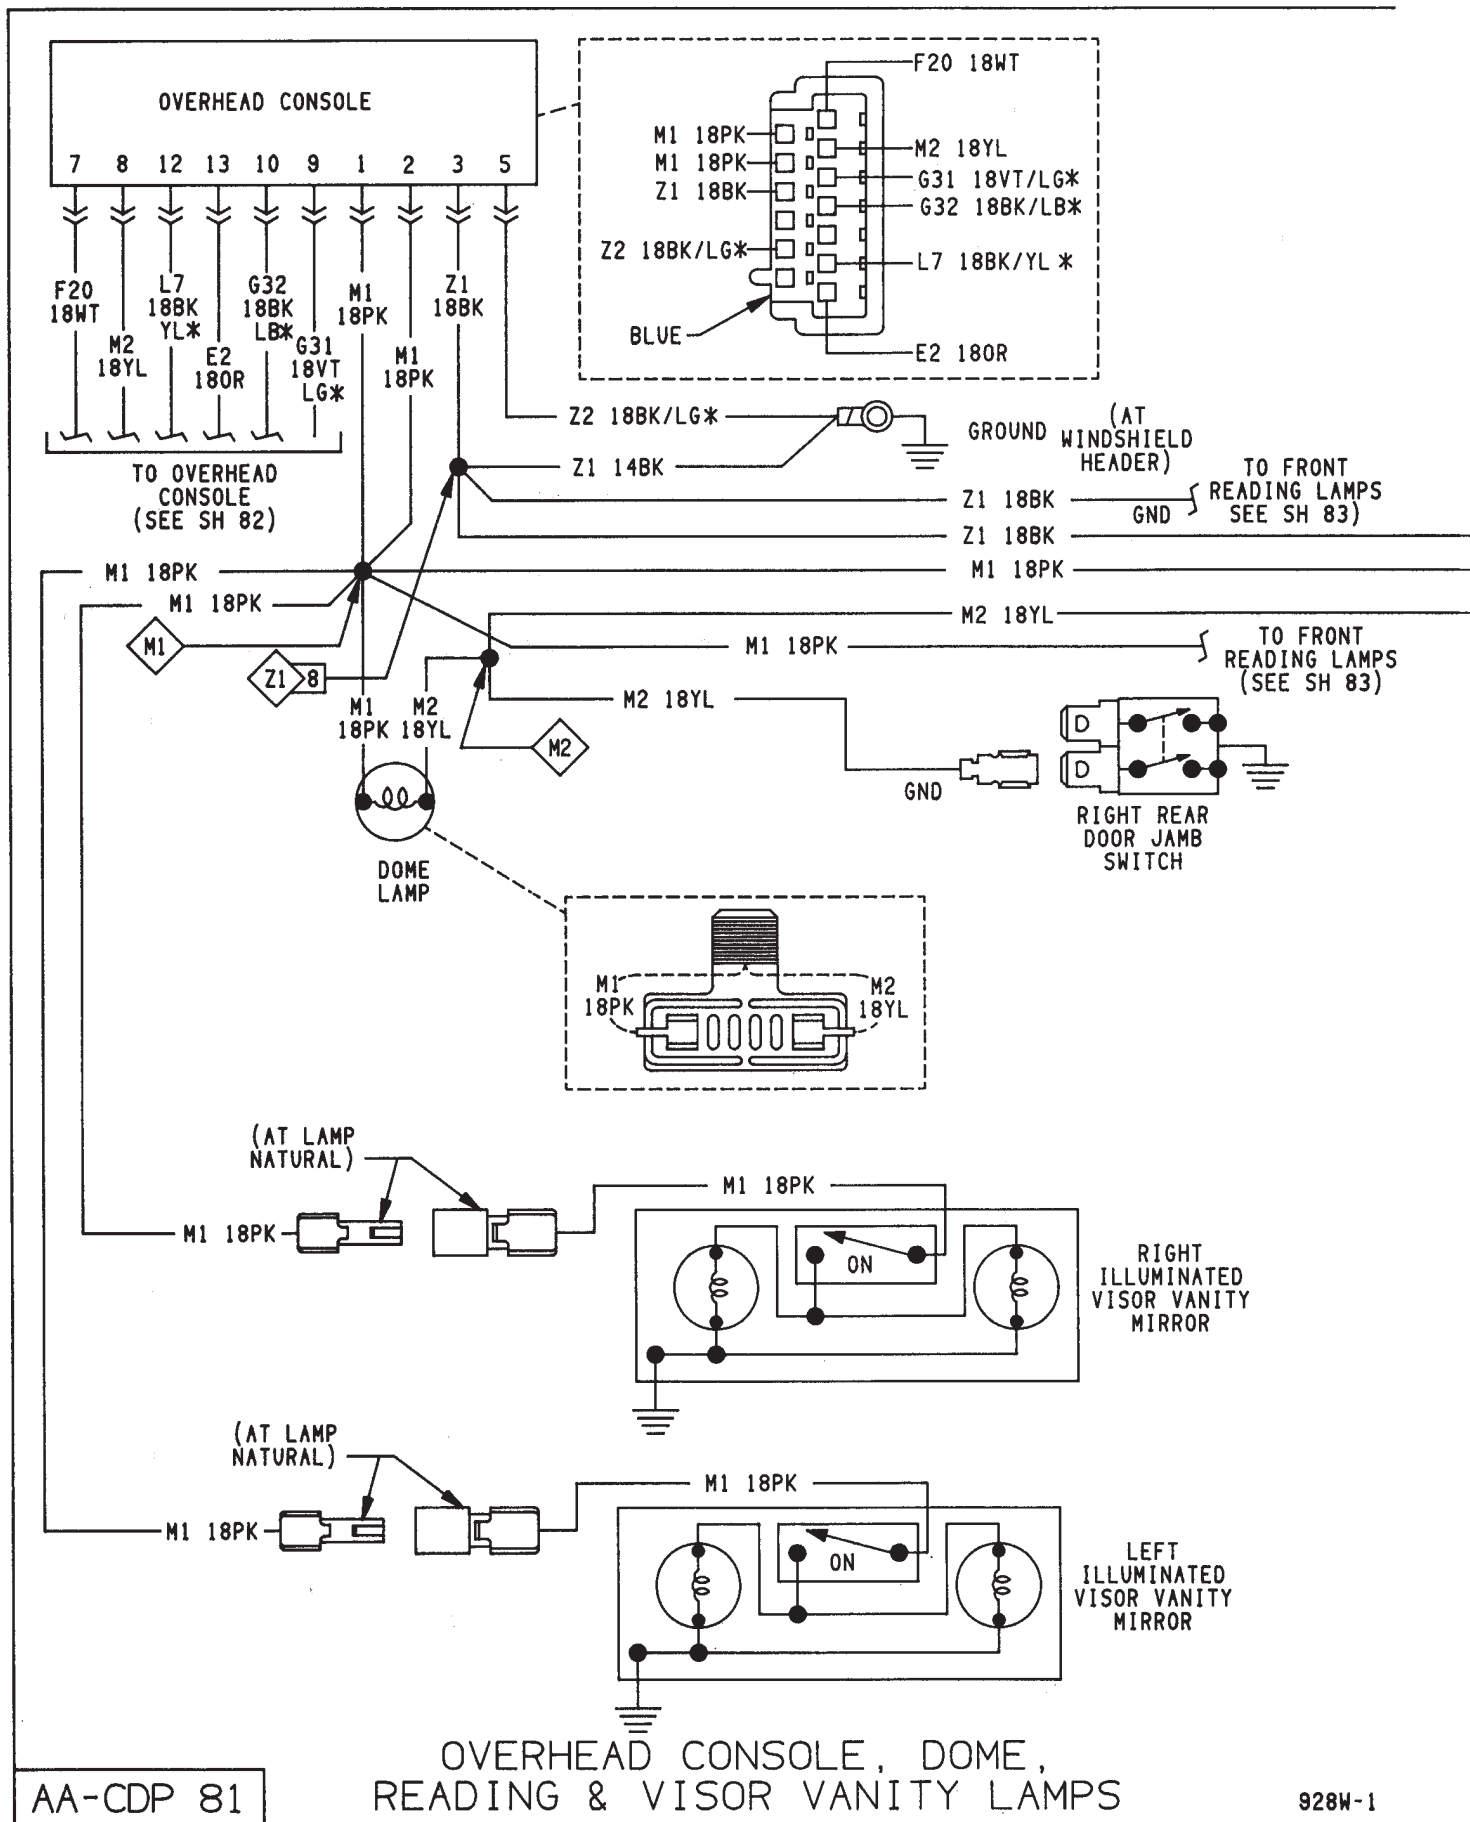 OVERHEAD CONSOLE
7 8 12 13 10 9 1 2 3 5
F20 18WT
M1 18PK
M1 18PK
Z1 18BK
Z2 18BK/LG*
BLUE
M2 18YL
G31 18VT/LG*
G32 18BK/LB*
L7 18BK/YL *
E2 18OR
F20
18WT
M2
18YL
L7
18BK
YL*
E2
18OR
G32
18BK
LB*
G31
18VT
LG*
M1
18PK
M1
18PK
Z1
18BK
TO OVERHEAD
CONSOLE
(SEE SH 82)
Z2 18BK/LG*
Z1 14BK
GROUND
(AT
WINDSHIELD
HEADER)
Z1 18BK
GND
TO FRONT
READING LAMPS
SEE SH 83)
Z1 18BK
M1 18PK
M1 18PK
M1 18PK
M2 18YL
M1
M1 18PK
TO FRONT
READING LAMPS
(SEE SH 83)
Z1 8
M1
18PK
M2
18YL
M2 18YL
M2
GND
D
D
RIGHT REAR
DOOR JAMB
SWITCH
DOME
LAMP
M1
18PK
M2
18YL
(AT LAMP
NATURAL)
M1 18PK
M1 18PK
ON
RIGHT
ILLUMINATED
VISOR VANITY
MIRROR
(AT LAMP
NATURAL)
M1 18PK
M1 18PK
ON
LEFT
ILLUMINATED
VISOR VANITY
MIRROR
AA-CDP 81
OVERHEAD CONSOLE, DOME,
READING & VISOR VANITY LAMPS
928W-1